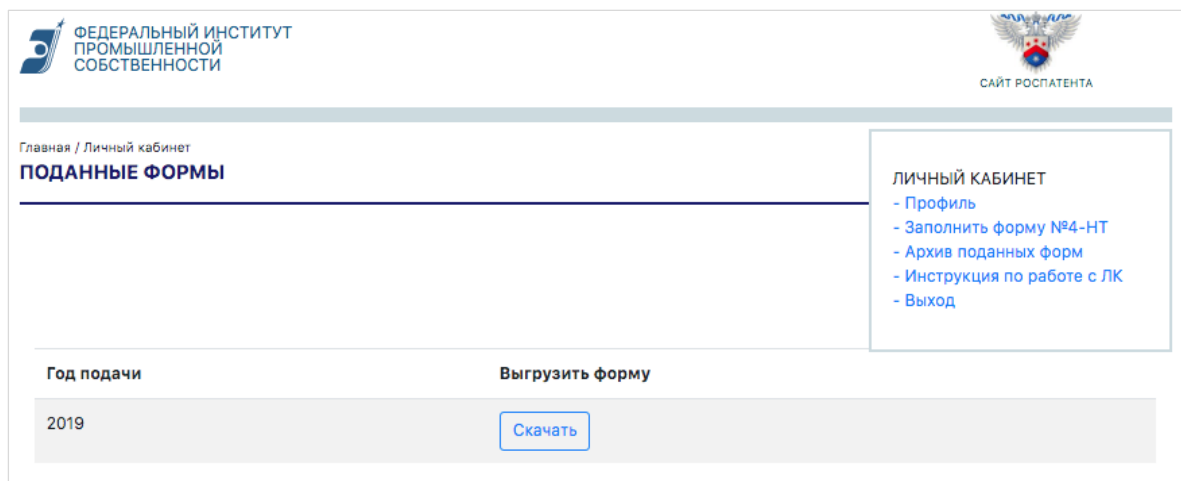 ФЕДЕРАЛЬНЫЙ ИНСТИТУТ
ПРОМЫШЛЕННОЙ
СОБСТВЕННОСТИ
САЙТ РОСПАТЕНТА
Главная / Личный кабинет
ПОДАННЫЕ ФОРМЫ
ЛИЧНЫЙ КАБИНЕТ
- Профиль
- Заполнить форму №4-НТ
- Архив поданных форм
- Инструкция по работе с ЛК
- Выход
Год подачи Выгрузить форму
2019 Скачать